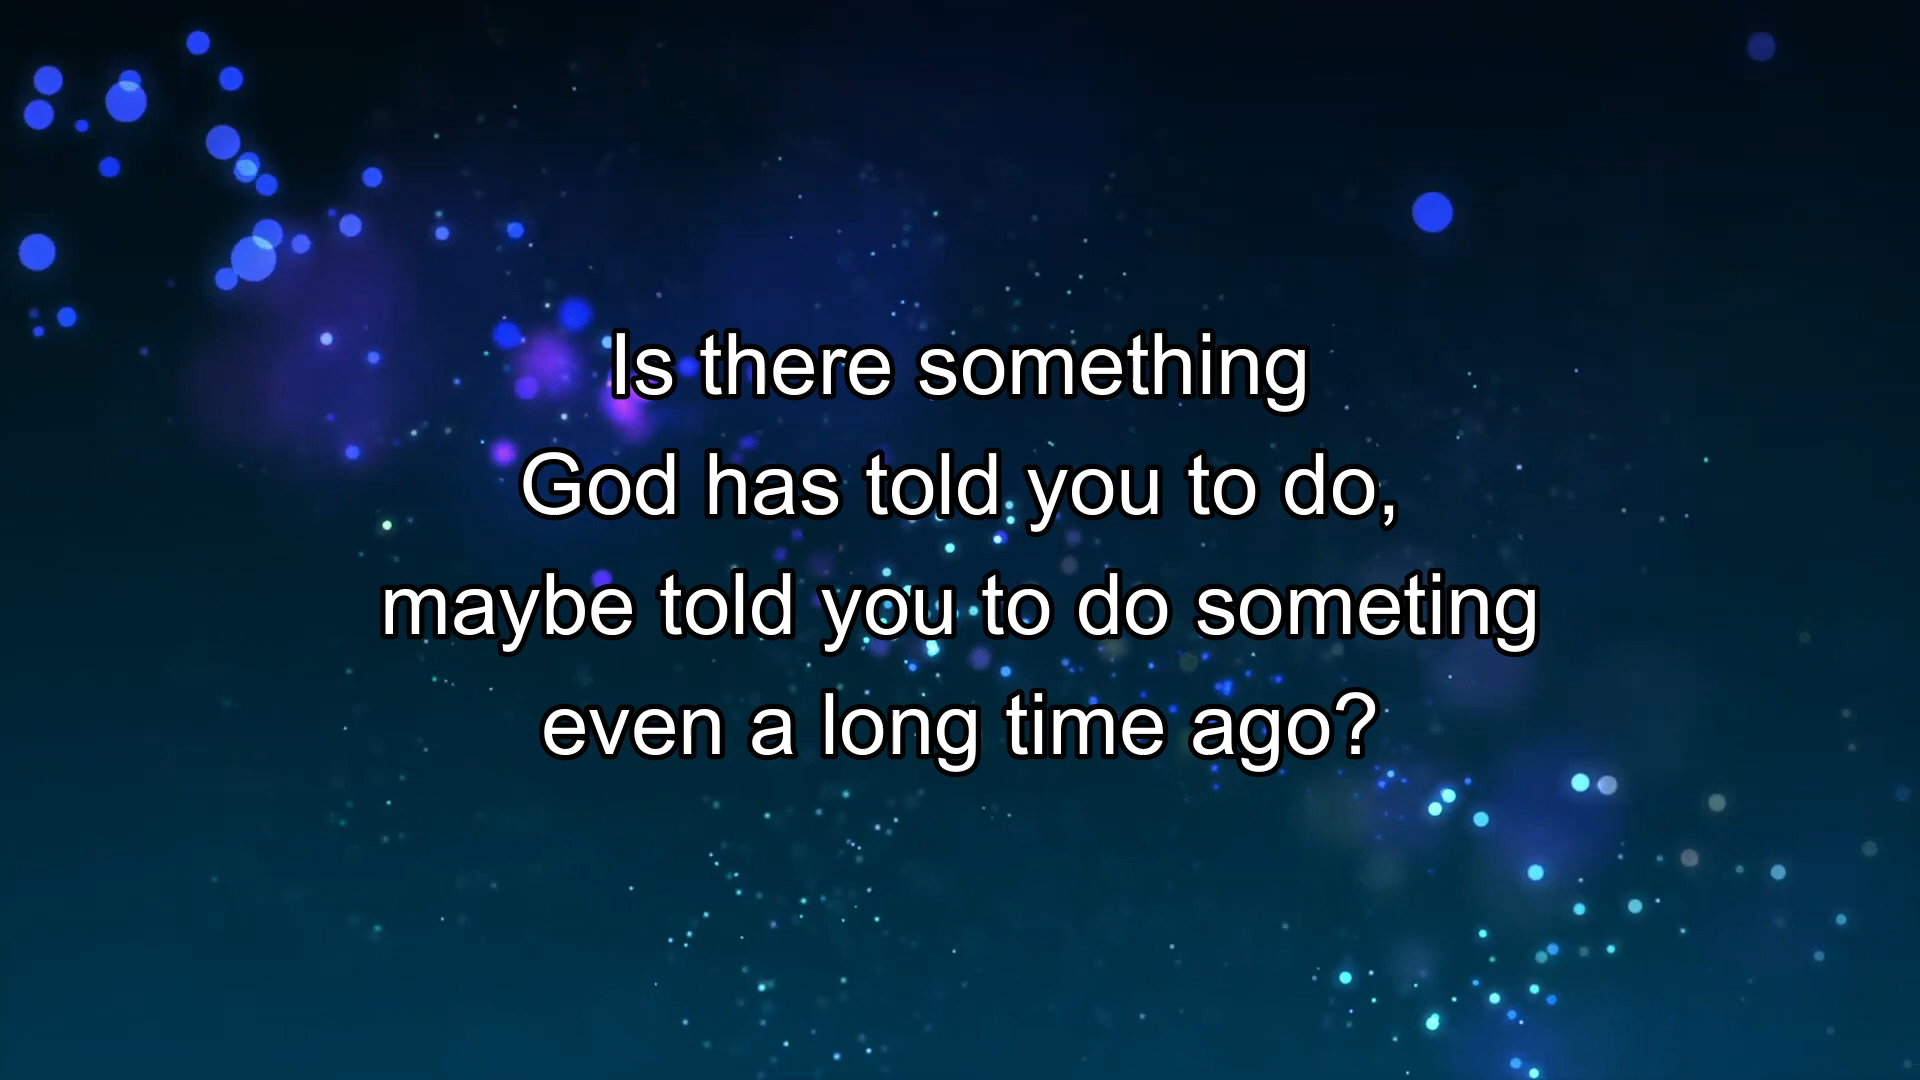 Is there something
God has told you to do,
maybe told you to do someting
even a long time ago?